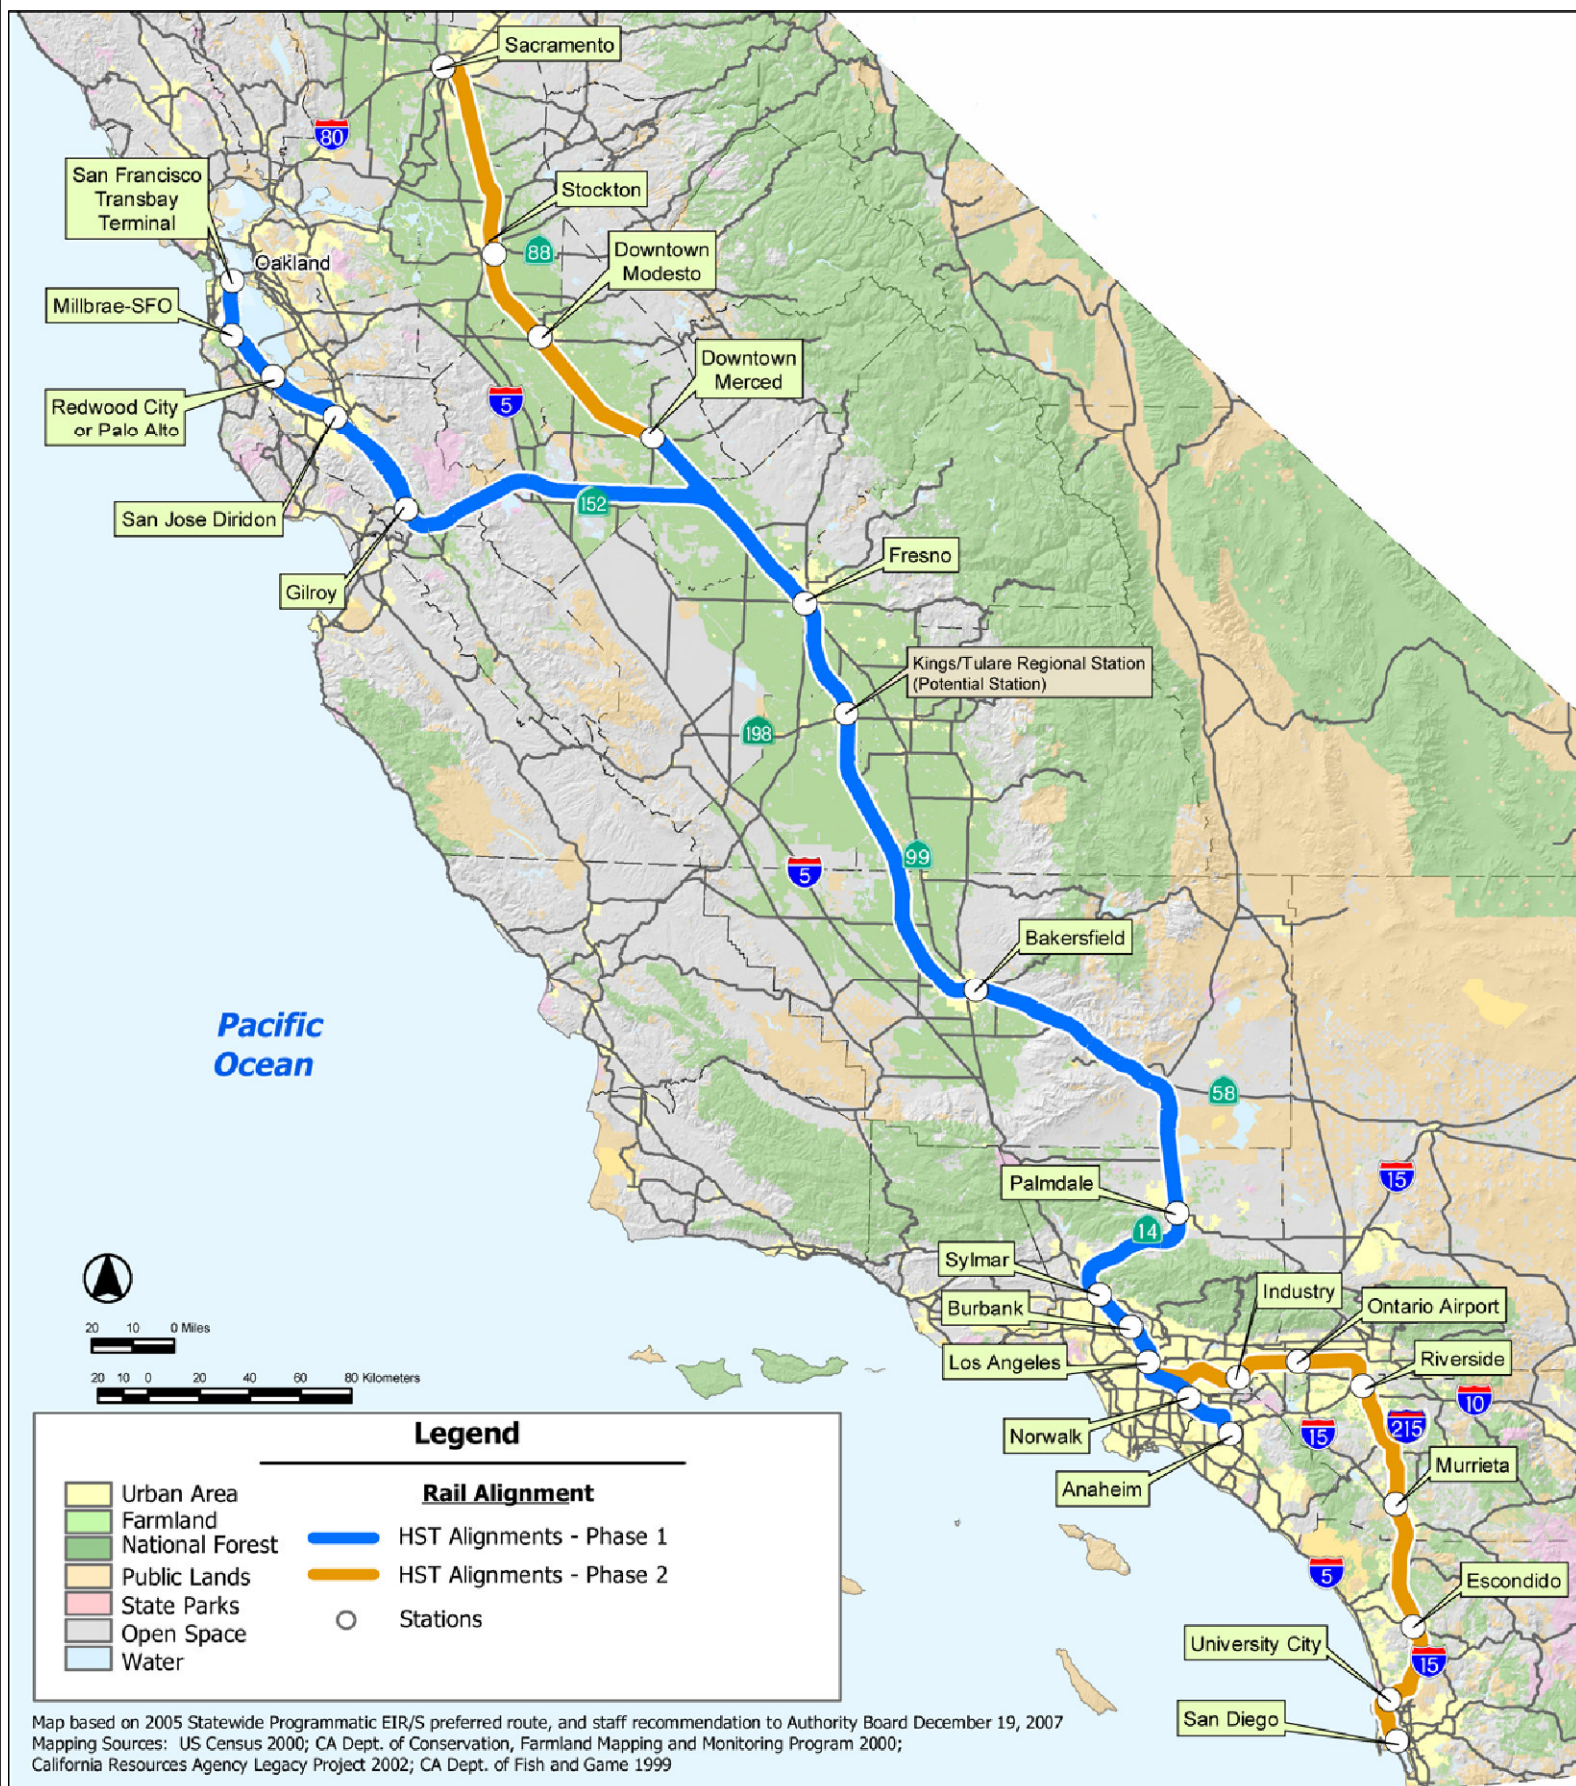 Sacramento
80
San Francisco
Transbay
Terminal
Stockton
88
Oakland
Downtown
Modesto
Millbrae-SFO
Downtown
Merced
5
Redwood City
or Palo Alto
152
San Jose Diridon
Fresno
Gilroy
Kings/Tulare Regional Station
(Potential Station)
198
99
5
Bakersfield
Pacific
Ocean
58
15
Palmdale
14
Sylmar
Industry
Burbank
Ontario Airport
Los Angeles
Riverside
10
215
15
Norwalk
Murrieta
Anaheim
5
Escondido
University City
15
San Diego
20 10 0 Miles
20 10 0 20 40 60 80 Kilometers
Legend
Urban Area
Farmland
National Forest
Public Lands
State Parks
Open Space
Water
Rail Alignment
HST Alignments - Phase 1
HST Alignments - Phase 2
Stations
Map based on 2005 Statewide Programmatic EIR/S preferred route, and staff recommendation to Authority Board December 19, 2007
Mapping Sources: US Census 2000; CA Dept. of Conservation, Farmland Mapping and Monitoring Program 2000;
California Resources Agency Legacy Project 2002; CA Dept. of Fish and Game 1999